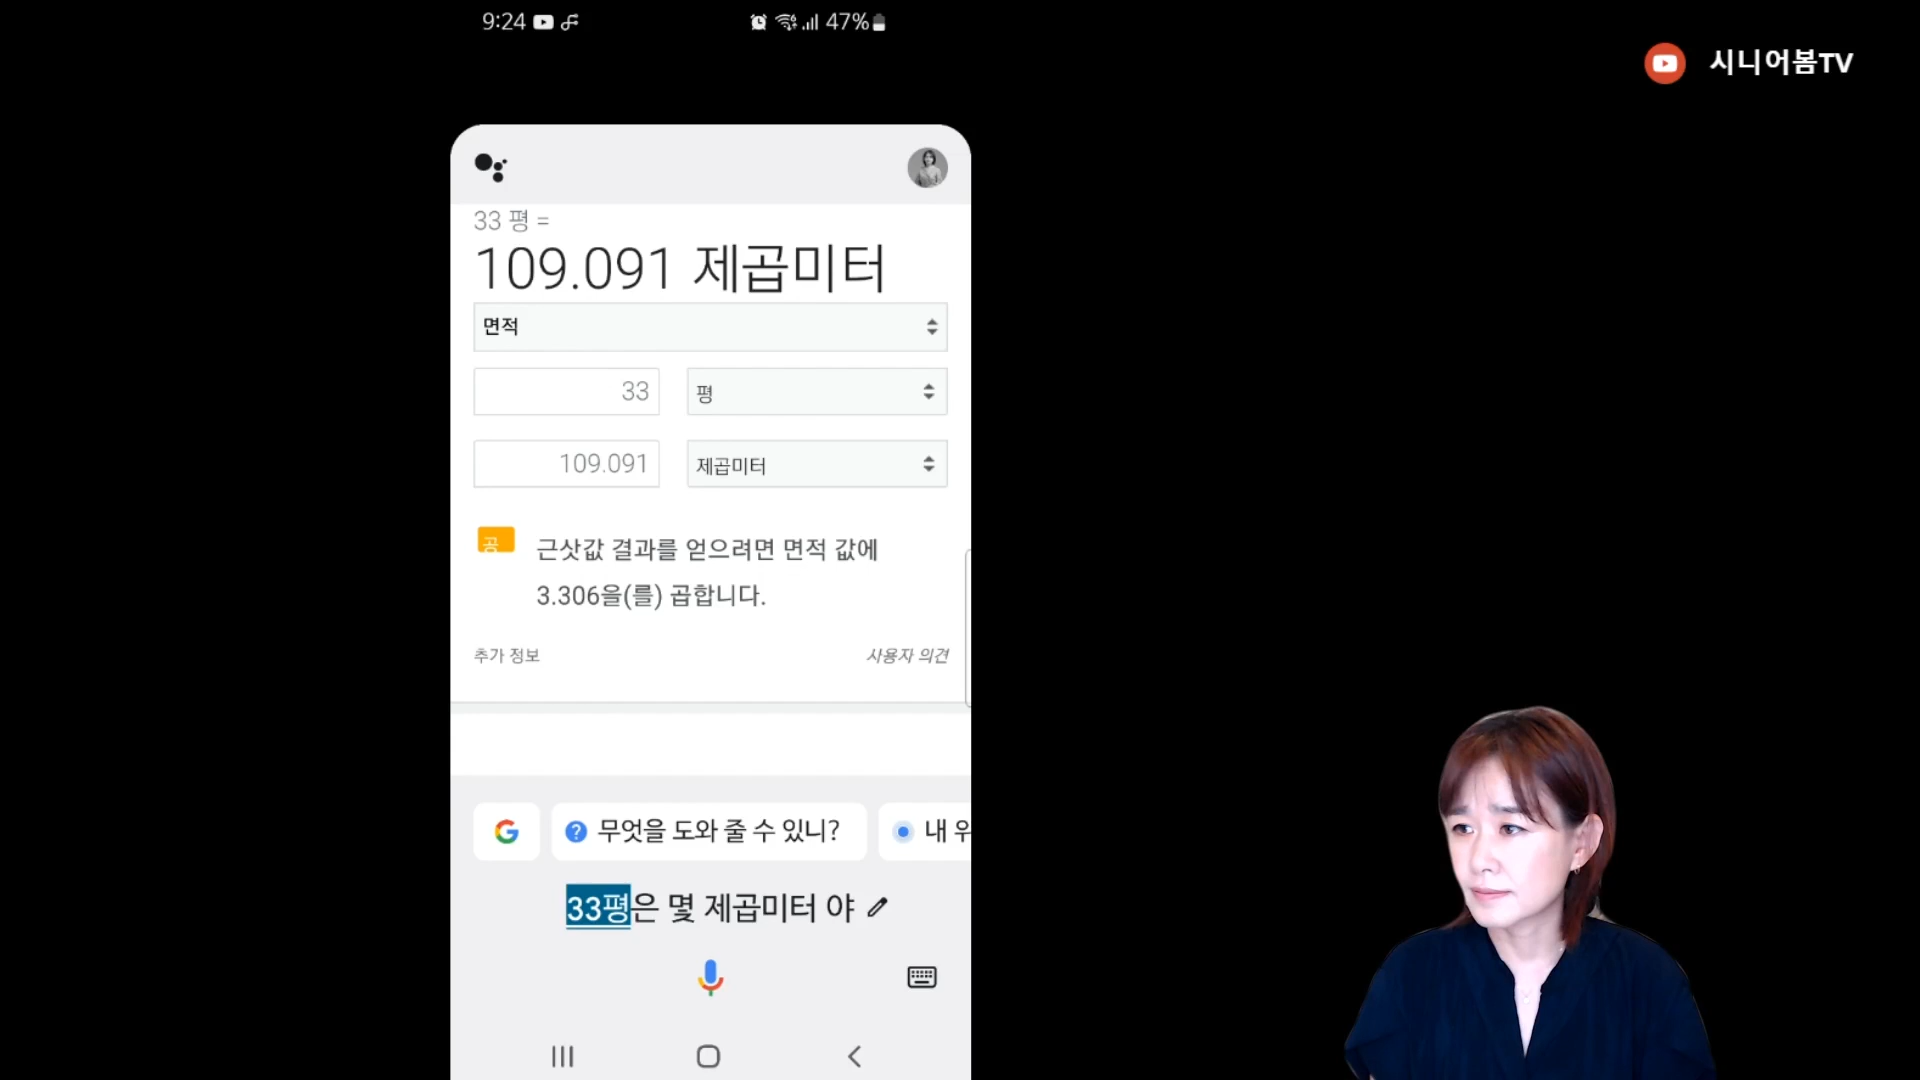 9:24
47%
시니어봄TV
33 평 =
109.091 제곱미터
면적
33
평
109.091
제곱미터
공
근삿값 결과를 얻으려면 면적 값에
3.306을(를) 곱합니다.
추가 정보
사용자 의견
무엇을 도와 줄 수 있니?
내 위
33평은 몇 제곱미터 야